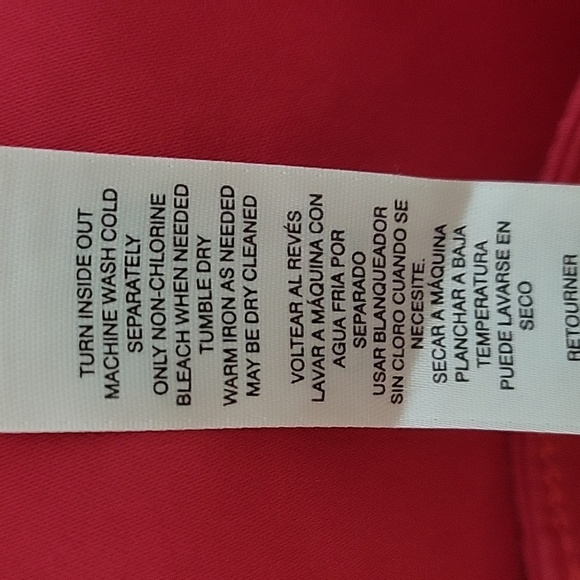 TURN INSIDE OUT
MACHINE WASH COLD
SEPARATELY
ONLY NON-CHLORINE
BLEACH WHEN NEEDED
TUMBLE DRY
WARM IRON AS NEEDED
MAY BE DRY CLEANED
VOLTEAR AL REVÉS
LAVAR A MÁQUINA CON
AGUA FRIA POR
SEPARADO
USAR BLANQUEADOR
SIN CLORO CUANDO SE
NECESITE.
SECAR A MÁQUINA
PLANCHAR A BAJA
TEMPERATURA
PUEDE LAVARSE EN
SECO
RETOURNER